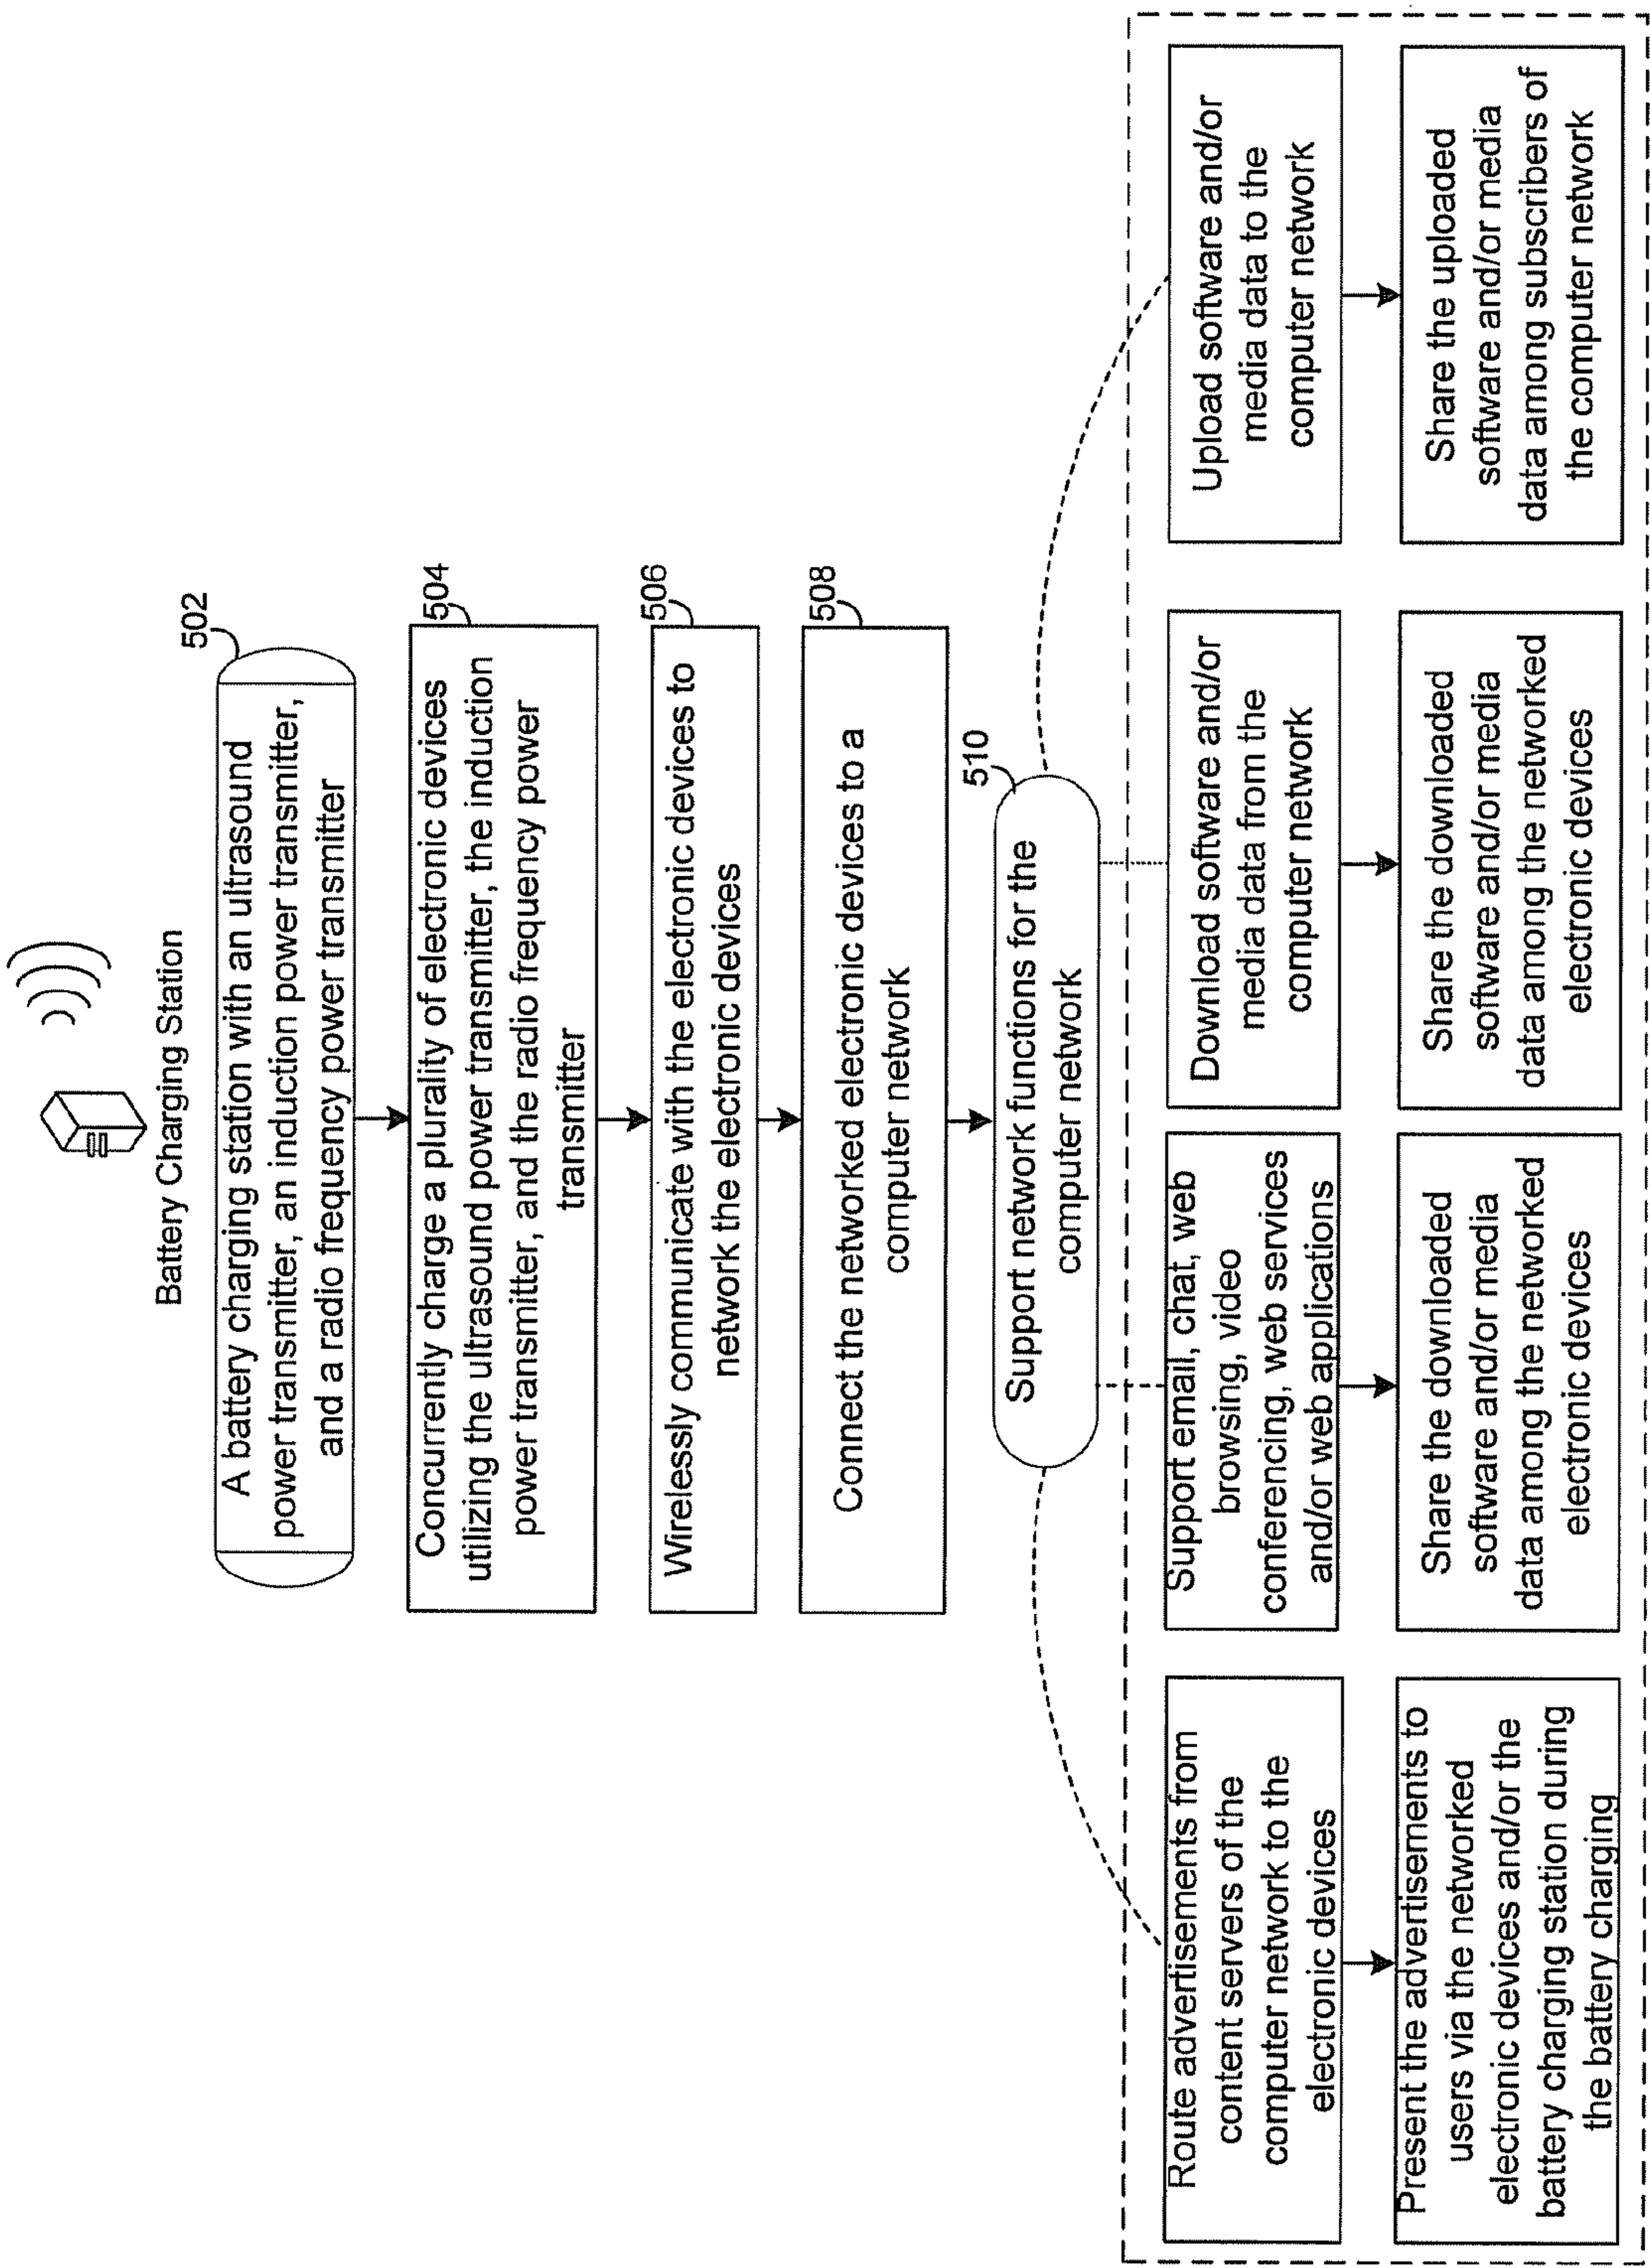 Battery Charging Station
502
A battery charging station with an ultrasound
power transmitter, an induction power transmitter,
and a radio frequency power transmitter
504
Concurrently charge a plurality of electronic devices
utilizing the ultrasound power transmitter, the induction
power transmitter, and the radio frequency power
transmitter
506
Wirelessly communicate with the electronic devices to
network the electronic devices
508
Connect the networked electronic devices to a
computer network
510
Support network functions for the
computer network
Route advertisements from
content servers of the
computer network to the
electronic devices
Present the advertisements to
users via the networked
electronic devices and/or the
battery charging station during
the battery charging
Support email, chat, web
browsing, video
conferencing, web services
and/or web applications
Share the downloaded
software and/or media
data among the networked
electronic devices
Download software and/or
media data from the
computer network
Share the downloaded
software and/or media
data among the networked
electronic devices
Upload software and/or
media data to the
computer network
Share the uploaded
software and/or media
data among subscribers of
the computer network